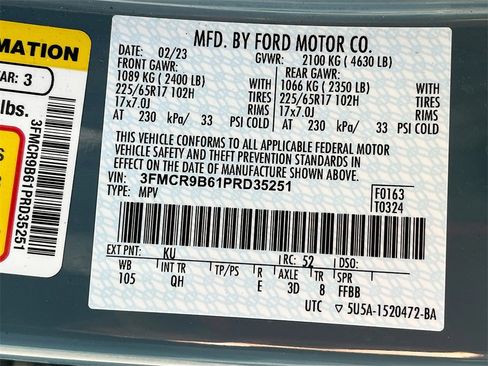 MFD. BY FORD MOTOR CO.
DATE: 02/23 GVWR: 2100 KG ( 4630 LB)
FRONT GAWR: REAR GAWR:
1089 KG ( 2400 LB) WITH 1066 KG ( 2350 LB) WITH
225/65R17 102H TIRES 225/65R17 102H TIRES
17x7.0J RIMS 17x7.0J RIMS
AT 230 kPa/ 33 PSI COLD AT 230 kPa/ 33 PSI COLD
THIS VEHICLE CONFORMS TO ALL APPLICABLE FEDERAL MOTOR
VEHICLE SAFETY AND THEFT PREVENTION STANDARDS IN
EFFECT ON THE DATE OF MANUFACTURE SHOWN ABOVE.
VIN: 3FMCR9B61PRD35251
TYPE: MPV
F0163
T0324
EXT PNT: KU RC: 52 DSO:
WB INT TR TP/PS R AXLE TR SPR
105 QH E 3D 8 FFBB
UTC ▽ 5U5A-1520472-BA
MATION
AR: 3
lbs.
3FMCR9B61PRD35251